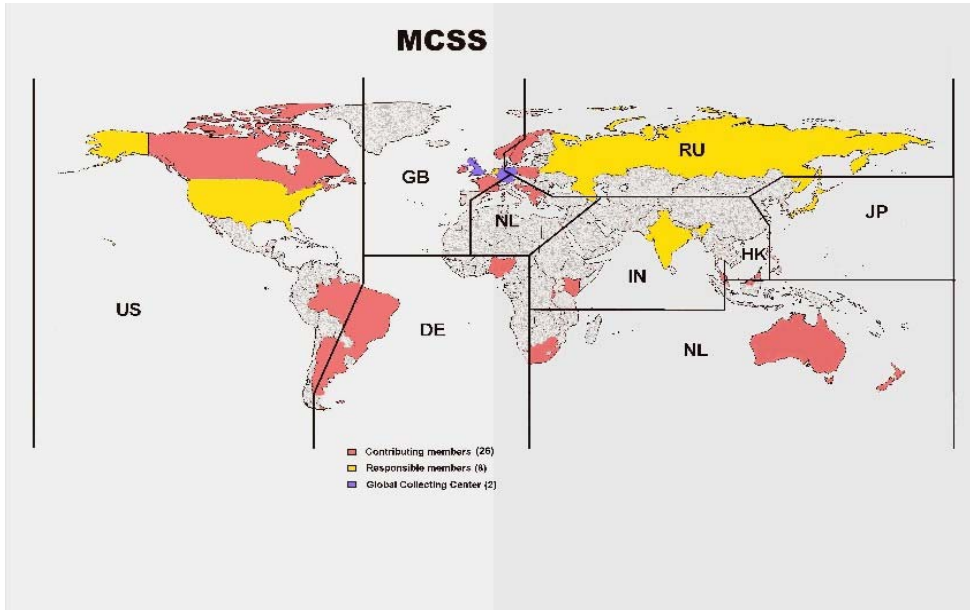 MCSS
RU
GB
JP
NL
HK
IN
US
DE
NL
Contributing members (26)
Responsible members (8)
Global Collecting Center (2)